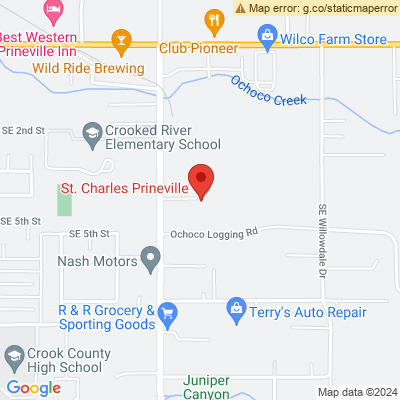 Map error: g.co/staticmaperror
Best Western
Prineville Inn
Club Pioneer
Wilco Farm Store
Wild Ride Brewing
Ochoco Creek
SE 2nd St
Crooked River
Elementary School
St. Charles Prineville
SE 5th St
SE 5th St
Ochoco Logging Rd
SE Willowdale Dr
Nash Motors
R & R Grocery &
Sporting Goods
Terry's Auto Repair
Crook County
High School
Juniper
Canyon
Google
Map data ©2024